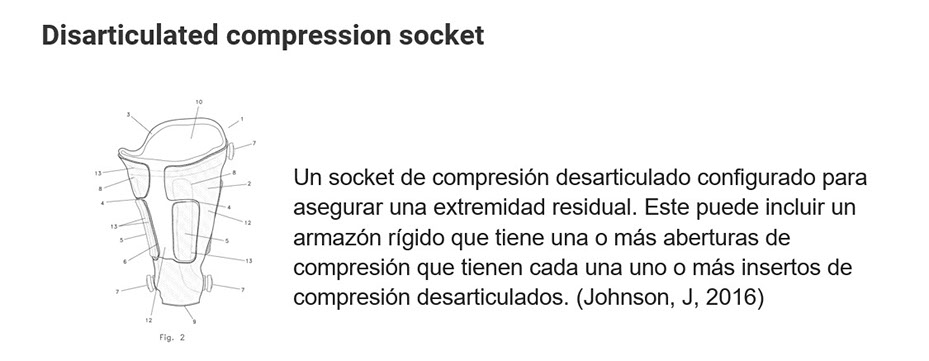 Disarticulated compression socket
10
3
1
7
13
8
8
2
4
4
12
13
5
5
6
13
7
7
12
9
Fig. 2
Un socket de compresión desarticulado configurado para
asegurar una extremidad residual. Este puede incluir un
armazón rígido que tiene una o más aberturas de
compresión que tienen cada una uno o más insertos de
compresión desarticulados. (Johnson, J, 2016)